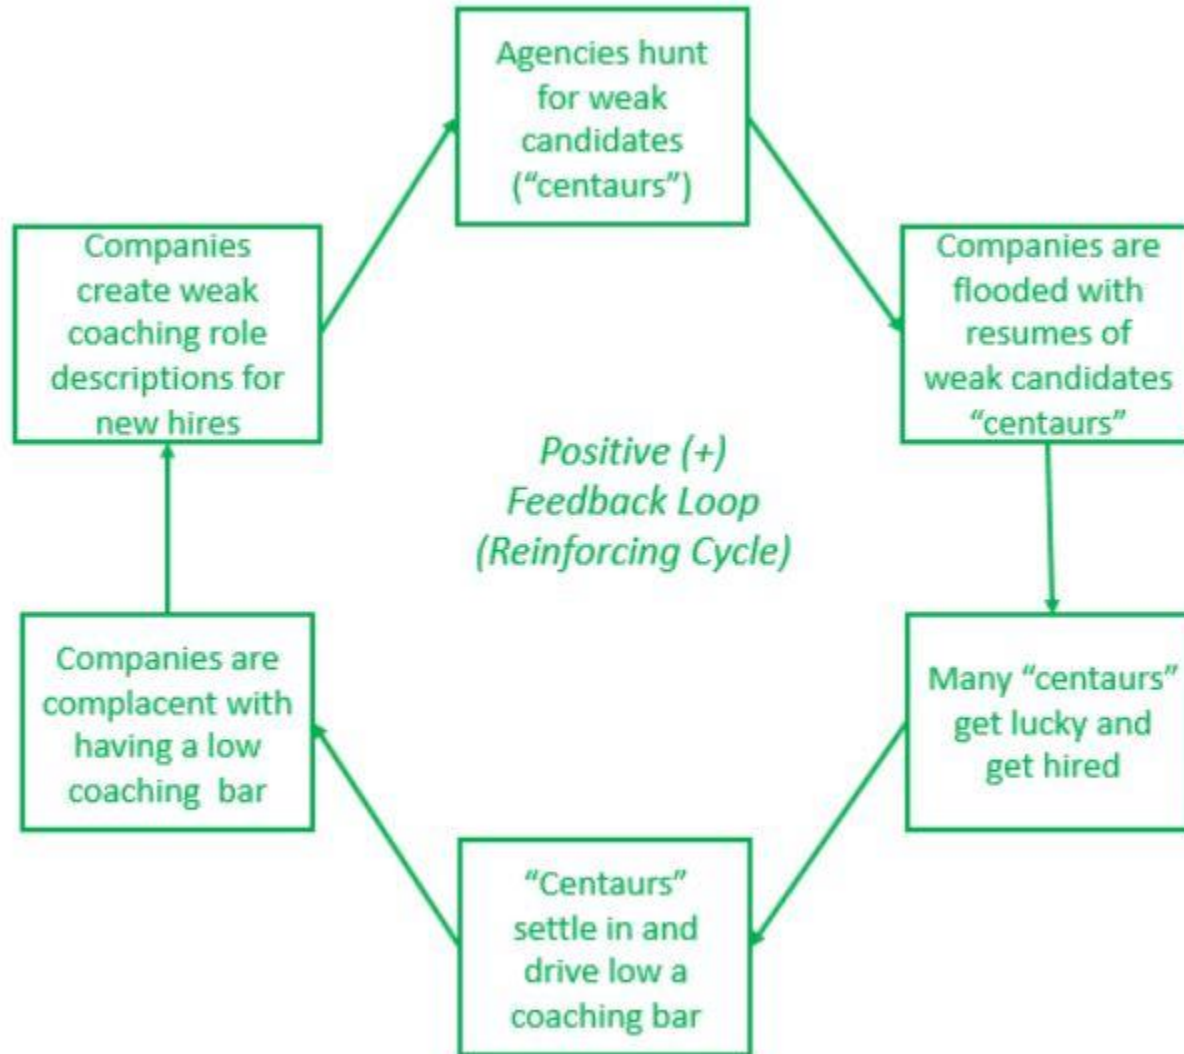 Agencies hunt
for weak
candidates
(“centaurs”)
Companies are
flooded with
resumes of
weak candidates
“centaurs”
Many “centaurs”
get lucky and
get hired
“Centaurs”
settle in and
drive low a
coaching bar
Companies are
complacent with
having a low
coaching  bar
Companies
create weak
coaching role
descriptions for
new hires
Positive (+)
Feedback Loop
(Reinforcing Cycle)